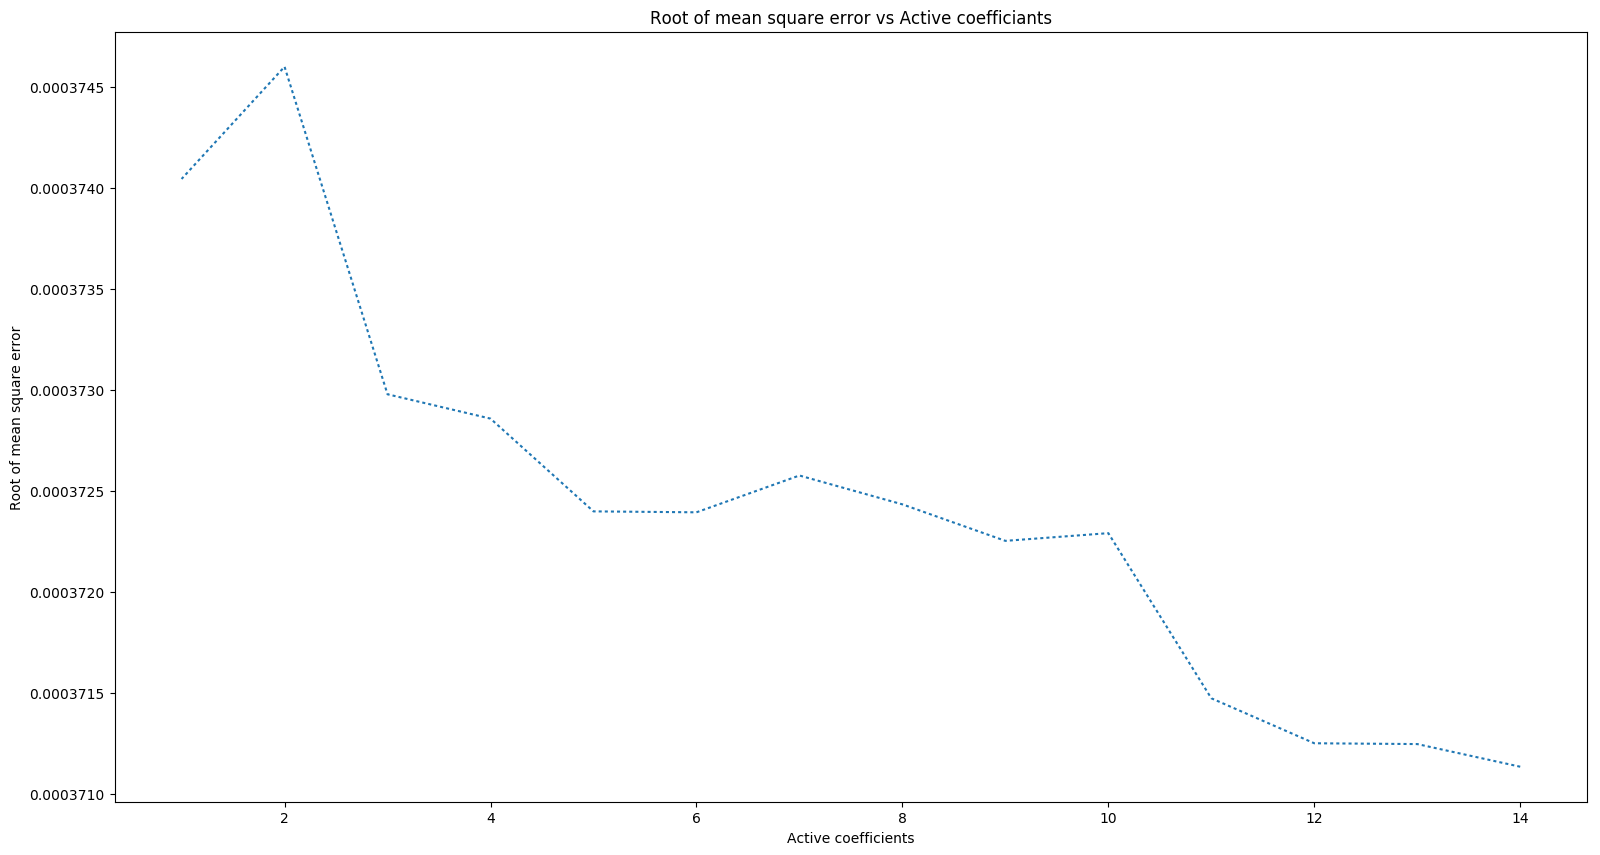 Root of mean square error vs Active coefficiants
0.0003745
0.0003740
0.0003735
0.0003730
0.0003725
0.0003720
0.0003715
0.0003710
Root of mean square error
2 4 6 8 10 12 14
Active coefficients